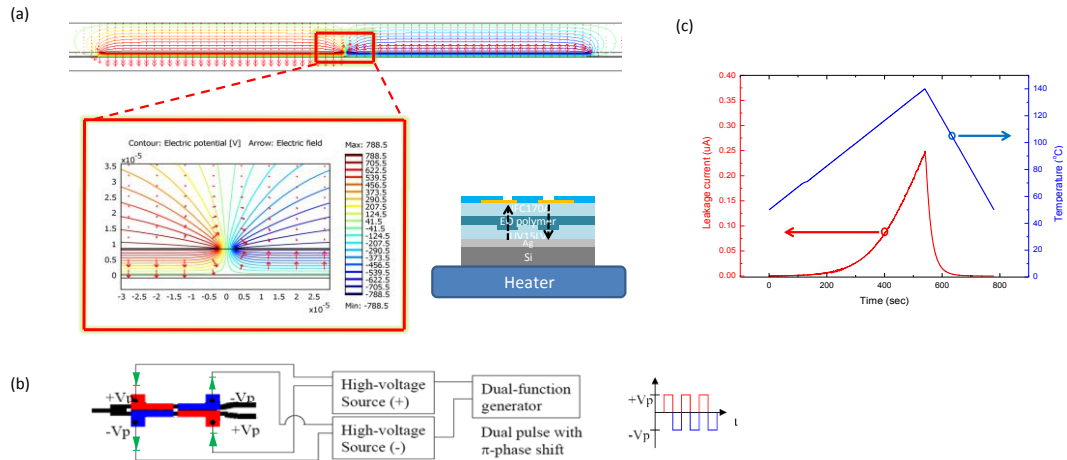 (a)
Contour: Electric potential [V] Arrow: Electric field
Max: 788.5
x10⁻⁵
3.5
3
2.5
2
1.5
1
0.5
0
-3 -2.5 -2 -1.5 -1 -0.5 0 0.5 1 1.5 2 2.5
x10⁻⁵
788.5
705.5
622.5
539.5
456.5
373.5
290.5
207.5
124.5
41.5
-41.5
-124.5
-207.5
-290.5
-373.5
-456.5
-539.5
-622.5
-705.5
-788.5
Min: -788.5
EO polymer
Ag
Si
Heater
(c)
Leakage current (uA)
0.40
0.35
0.30
0.25
0.20
0.15
0.10
0.05
0.00
0 200 400 600 800
Time (sec)
140
120
100
80
60
40
20
0
Temperature (°C)
(b)
+Vp
-Vp
-Vp
+Vp
High-voltage
Source (+)
High-voltage
Source (-)
Dual-function
generator
Dual pulse with
π-phase shift
+Vp
-Vp
t